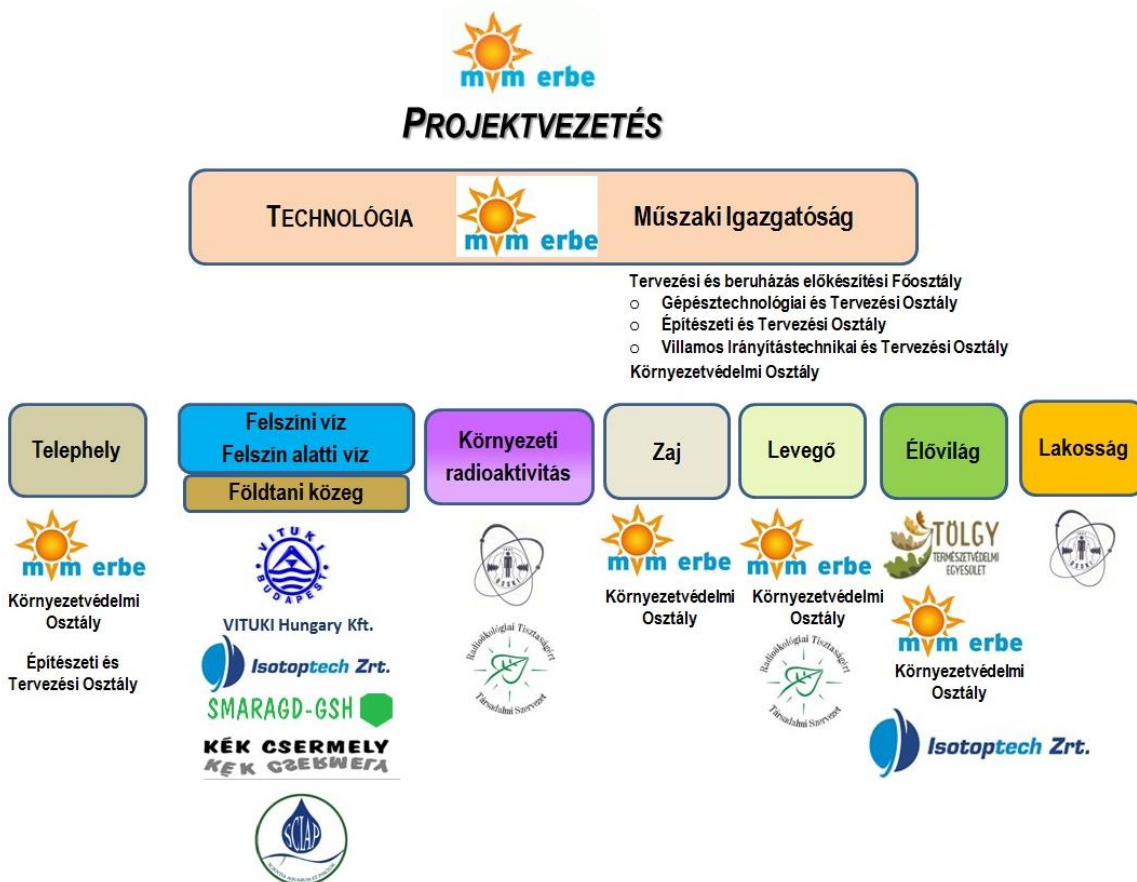 mvm erbe
PROJEKTVEZETÉS
TECHNOLÓGIA
mvm erbe
Műszaki Igazgatóság
Tervezési és beruházás előkészítési Főosztály
o Gépésztechnológiai és Tervezési Osztály
o Építészeti és Tervezési Osztály
o Villamos Irányítástechnikai és Tervezési Osztály
Környezetvédelmi Osztály
Telephely
Felszíni víz
Felszín alatti víz
Földtani közeg
Környezeti
radioaktivitás
Zaj
Levegő
Élővilág
Lakosság
mvm erbe
Környezetvédelmi
Osztály
Építészeti és
Tervezési Osztály
VITUKI
BUDAPEST
VITUKI Hungary Kft.
Isotoptech Zrt.
SMARAGD-GSH
KÉK CSERMELY
KÉK CSERMELY
SCIAP
Radioökológiai Tisztaságért
Társadalmi Szervezet
mvm erbe
Környezetvédelmi
Osztály
mvm erbe
Környezetvédelmi
Osztály
Radioökológiai Tisztaságért
Társadalmi Szervezet
TÖLGY
TERMÉSZETVÉDELMI
EGYESÜLET
mvm erbe
Környezetvédelmi
Osztály
Isotoptech Zrt.